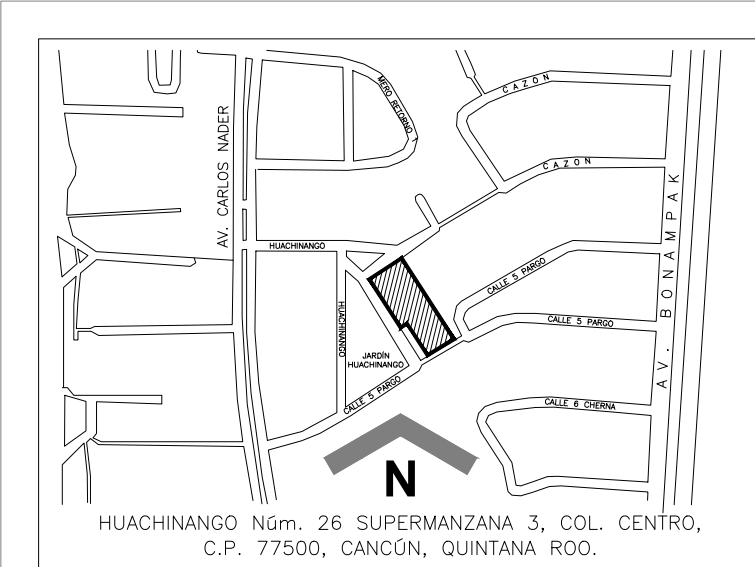 CAZON
MERO RETORNO 1
AV. CARLOS NADER
CAZON
AV. BONAMPAK
HUACHINANGO
CALLE 5 PARGO
HUACHINANGO
CALLE 5 PARGO
JARDÍN
HUACHINANGO
CALLE 5 PARGO
CALLE 6 CHERNA
N
HUACHINANGO Núm. 26 SUPERMANZANA 3, COL. CENTRO,
C.P. 77500, CANCÚN, QUINTANA ROO.